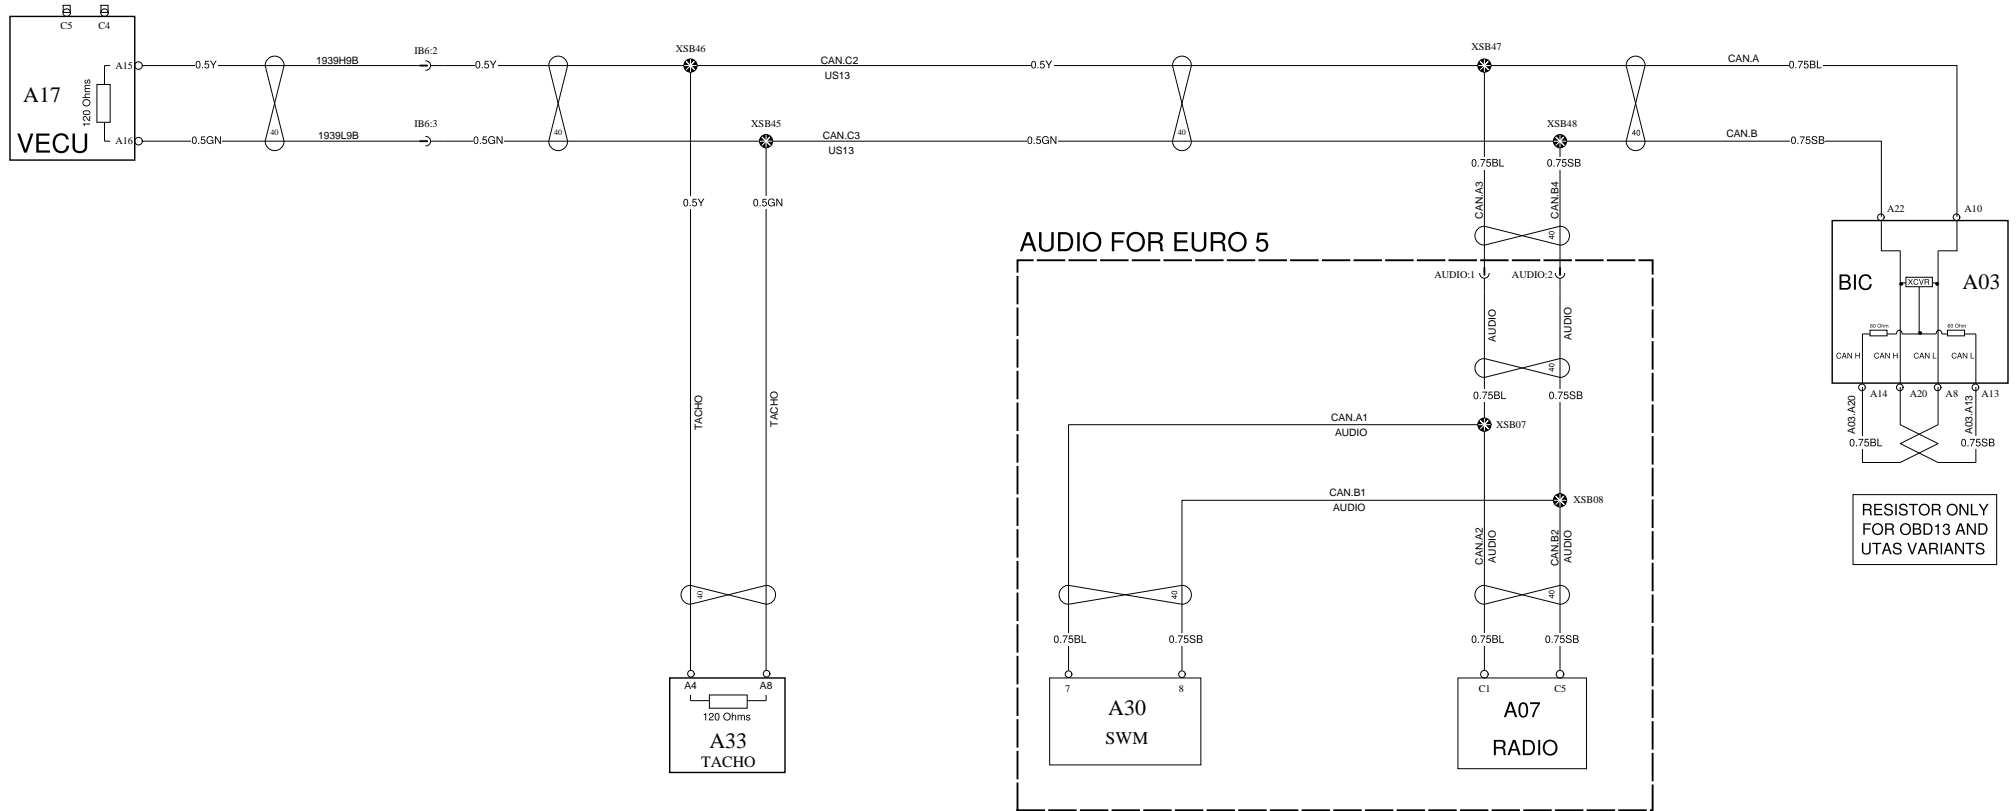 C5 C4
XSB46 XSB47
IB6:2
A15 0.5Y 1939H9B 0.5Y CAN.C2 0.5Y CAN.A 0.75BL
US13
120 Ohms
A17
XSB45 XSB48
IB6:3
40 40 40 40
VECU A16 0.5GN 1939L9B 0.5GN CAN.C3 0.5GN CAN.B 0.75SB
US13
0.75BL 0.75SB
0.5Y 0.5GN CAN.A3 CAN.B4
A22 A10
40
AUDIO FOR EURO 5
AUDIO:1 AUDIO:2
BIC XCVR A03
AUDIO AUDIO
60 Ohm 60 Ohm
CAN H CAN H CAN L CAN L
40
A14 A20 A8 A13
0.75BL 0.75SB
TACHO TACHO
A03.A20 A03.A13
CAN.A1 XSB07
AUDIO
0.75BL 0.75SB
CAN.B1 XSB08
AUDIO
RESISTOR ONLY
FOR OBD13 AND
UTAS VARIANTS
CAN.A2 AUDIO CAN.B2 AUDIO
40 40 40
0.75BL 0.75SB 0.75BL 0.75SB
A4 A8 7 8 C1 C5
120 Ohms
A33
TACHO
A30
SWM
A07
RADIO